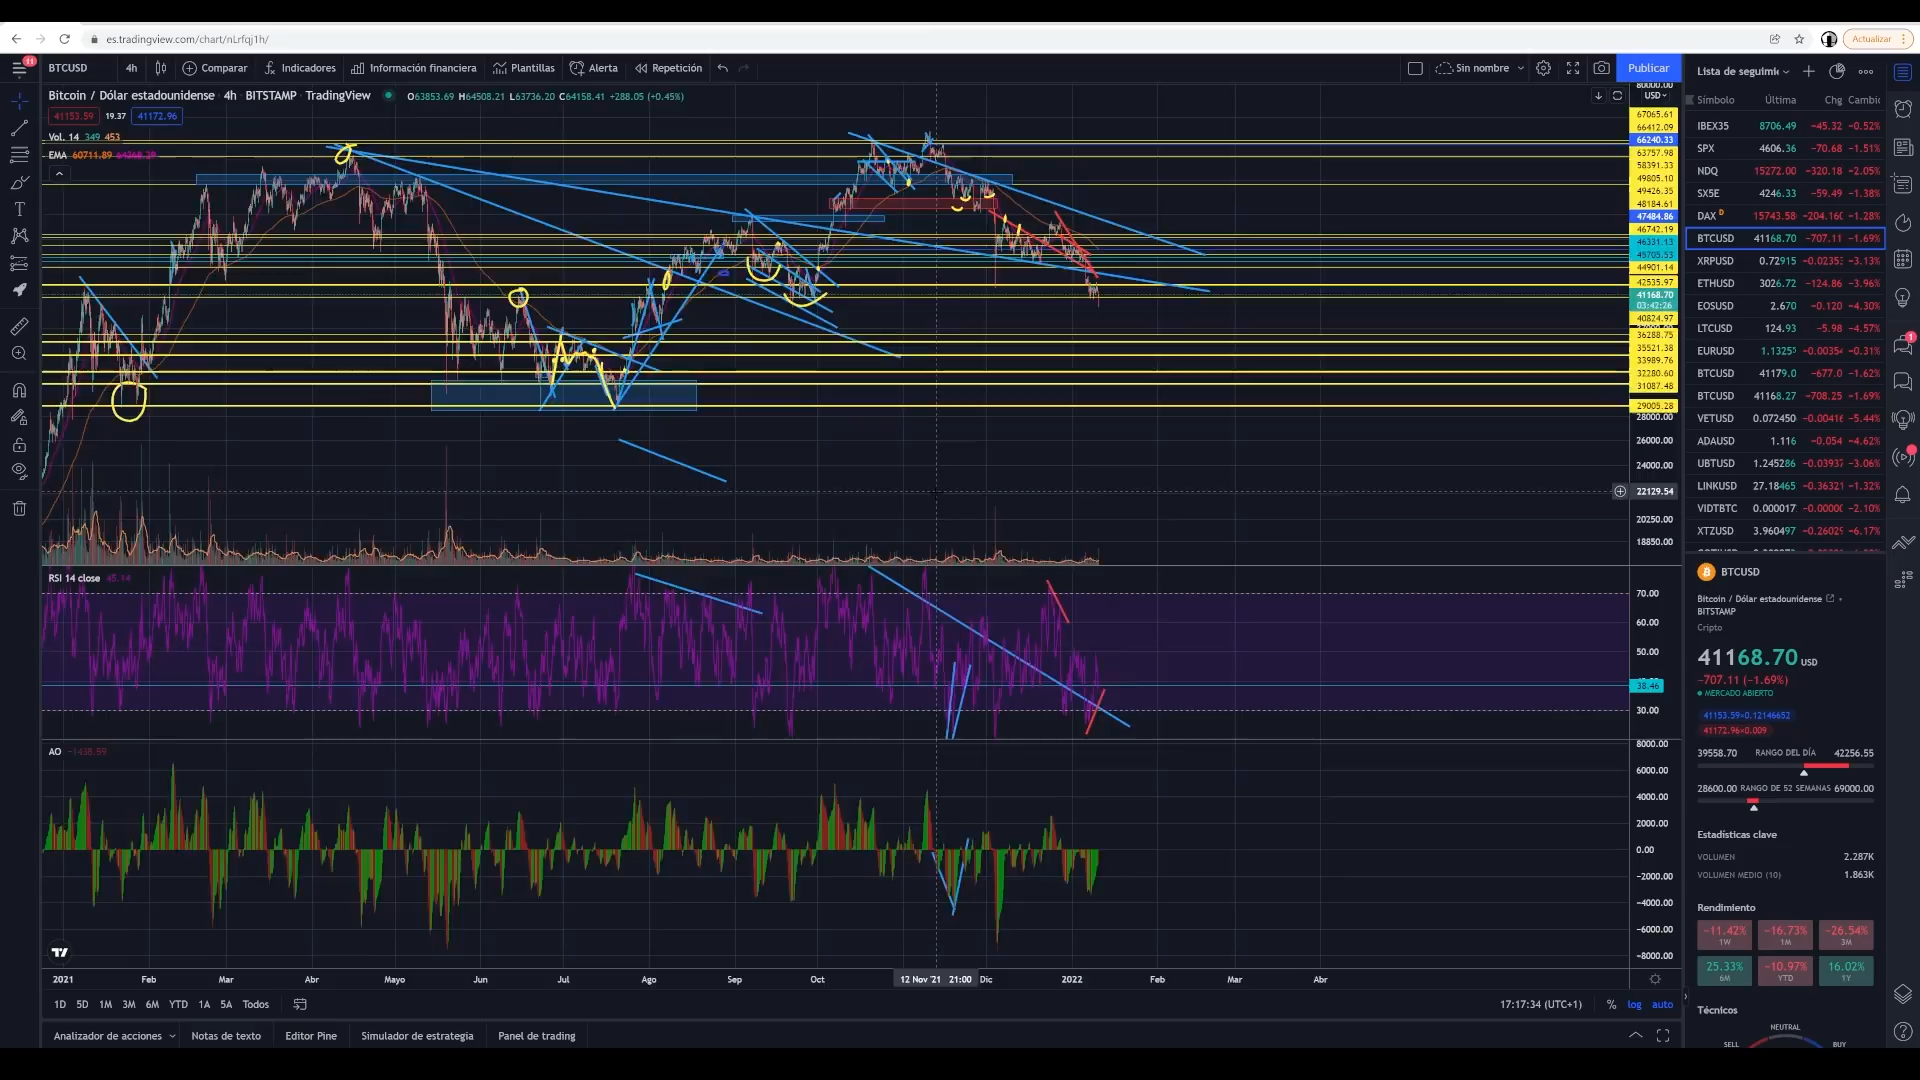 es.tradingview.com/chart/nLrfqj1h/
Actualizar
11
BTCUSD
4h
Comparar
Indicadores
Información financiera
Plantillas
Alerta
Repetición
Sin nombre
Publicar
Bitcoin / Dólar estadounidense · 4h · BITSTAMP · TradingView
O63853.69 H64508.21 L63736.20 C64158.41 +288.05 (+0.45%)
41153.59 19.37 41172.96
Vol. 14 349 453
EMA 60711.89
80000.00
USD
67065.61
66412.09
66240.33
63757.98
58391.33
49805.10
49426.35
48184.61
47484.86
46742.19
46331.13
45705.53
44901.14
42535.97
41168.70
03:42:26
40824.97
36288.75
35521.38
33989.76
32280.60
31087.48
29005.28
28000.00
26000.00
24000.00
22129.54
20250.00
18850.00
RSI 14 close 45.14
70.00
60.00
50.00
38.46
30.00
AO −1438.59
8000.00
6000.00
4000.00
2000.00
0.00
−2000.00
−4000.00
−6000.00
−8000.00
2021 Feb Mar Abr Mayo Jun Jul Ago Sep Oct 12 Nov '21 21:00 Dic 2022 Feb Mar Abr
1D 5D 1M 3M 6M YTD 1A 5A Todos
17:17:34 (UTC+1) % log auto
Analizador de acciones Notas de texto Editor Pine Simulador de estrategia Panel de trading
Lista de seguimie
Símbolo Última Chg Cambic
IBEX35 8706.49 −45.32 −0.52%
SPX 4606.36 −70.68 −1.51%
NDQ 15272.00 −320.18 −2.05%
SX5E 4246.33 −59.49 −1.38%
DAX D 15743.58 −204.160 −1.28%
BTCUSD 41168.70 −707.11 −1.69%
XRPUSD 0.72915 −0.02353 −3.13%
ETHUSD 3026.72 −124.86 −3.96%
EOSUSD 2.670 −0.120 −4.30%
LTCUSD 124.93 −5.98 −4.57%
EURUSD 1.13255 −0.00354 −0.31%
BTCUSD 41179.0 −677.0 −1.62%
BTCUSD 41168.27 −708.25 −1.69%
VETUSD 0.072450 −0.00416 −5.44%
ADAUSD 1.116 −0.054 −4.62%
UBTUSD 1.245286 −0.03937 −3.06%
LINKUSD 27.18465 −0.36321 −1.32%
VIDTBTC 0.000017 −0.0000 −2.10%
XTZUSD 3.960497 −0.26029 −6.17%
BTCUSD
Bitcoin / Dólar estadounidense
BITSTAMP
Cripto
41168.70 USD
−707.11 (−1.69%)
MERCADO ABIERTO
41153.59×0.12146652
41172.96×0.009
39558.70 RANGO DEL DÍA 42256.55
28600.00 RANGO DE 52 SEMANAS 69000.00
Estadísticas clave
VOLUMEN 2.287K
VOLUMEN MEDIO (10) 1.863K
Rendimiento
−11.42% −16.73% −26.54%
1W 1M 3M
25.33% −10.97% 16.02%
6M YTD 1Y
Técnicos
NEUTRAL
SELL BUY
1